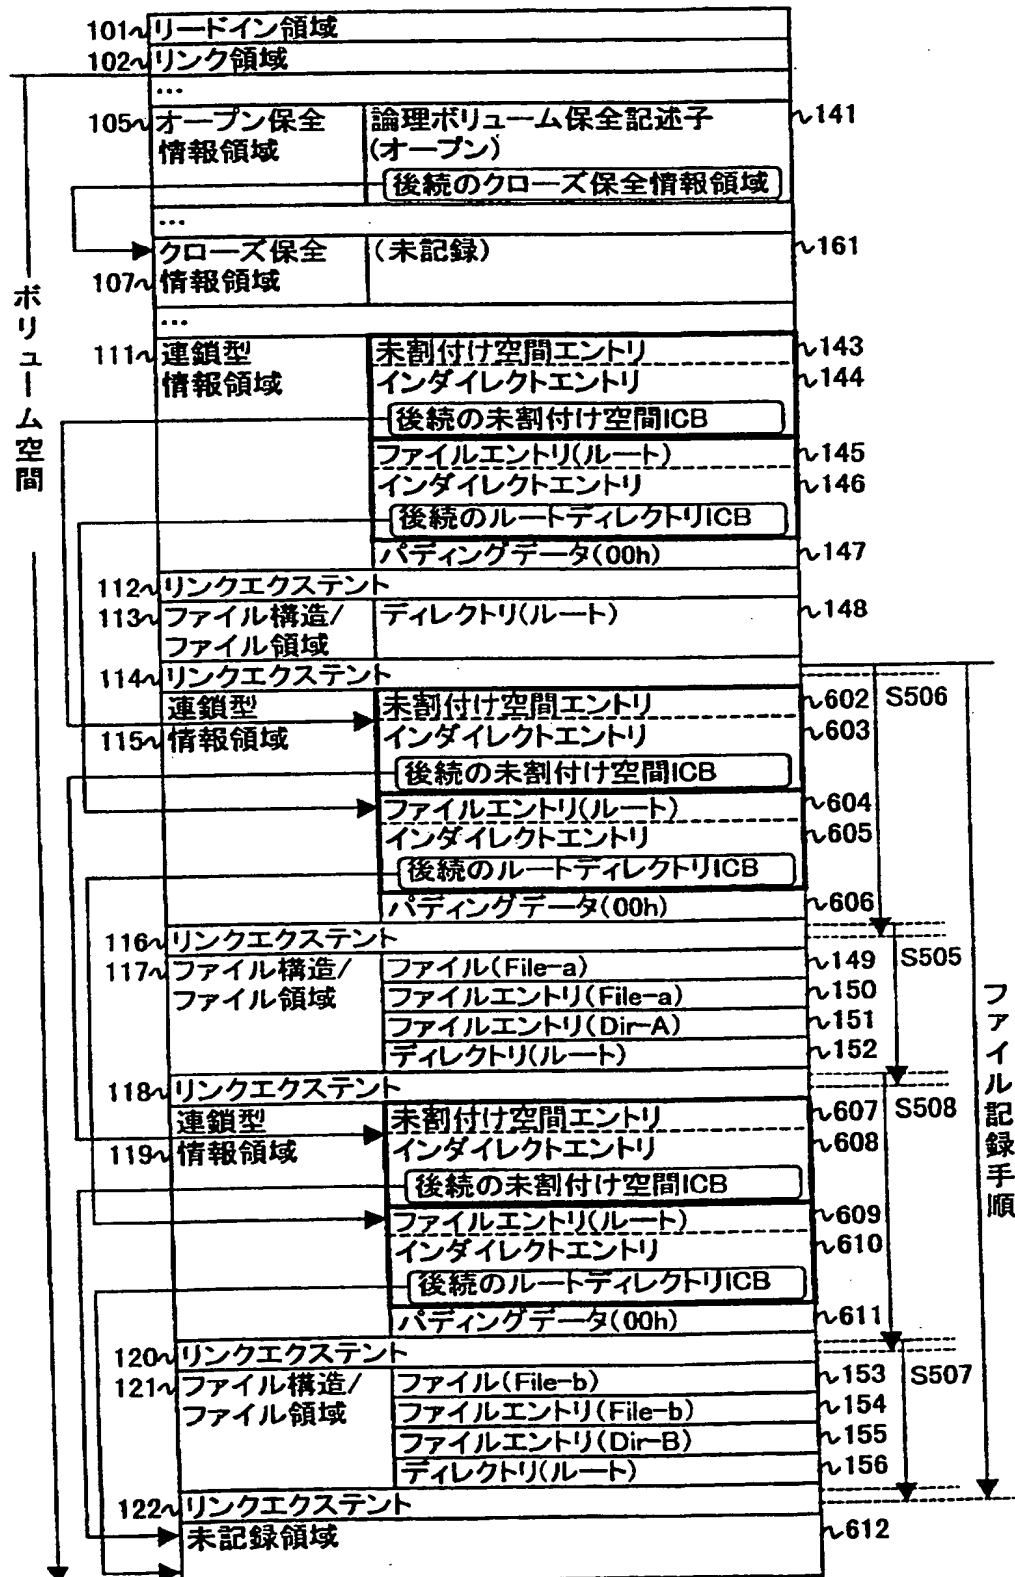 101 リードイン領域
102 リンク領域
...
105 オープン保全 論理ボリューム保全記述子 141
情報領域 (オープン)
後続のクローズ保全情報領域
...
クローズ保全 (未記録) 161
107 情報領域
...
111 連鎖型 未割付け空間エントリ 143
情報領域 インダイレクトエントリ 144
後続の未割付け空間ICB
ファイルエントリ(ルート) 145
インダイレクトエントリ 146
後続のルートディレクトリICB
パディングデータ(00h) 147
112 リンクエクステント
113 ファイル構造/ ディレクトリ(ルート) 148
ファイル領域
114 リンクエクステント
連鎖型 未割付け空間エントリ 602 S506
115 情報領域 インダイレクトエントリ 603
後続の未割付け空間ICB
ファイルエントリ(ルート) 604
インダイレクトエントリ 605
後続のルートディレクトリICB
パディングデータ(00h) 606
116 リンクエクステント
117 ファイル構造/ ファイル(File-a) 149 S505
ファイル領域 ファイルエントリ(File-a) 150
ファイルエントリ(Dir-A) 151
ディレクトリ(ルート) 152
118 リンクエクステント
連鎖型 未割付け空間エントリ 607 S508
119 情報領域 インダイレクトエントリ 608
後続の未割付け空間ICB
ファイルエントリ(ルート) 609
インダイレクトエントリ 610
後続のルートディレクトリICB
パディングデータ(00h) 611
120 リンクエクステント
121 ファイル構造/ ファイル(File-b) 153 S507
ファイル領域 ファイルエントリ(File-b) 154
ファイルエントリ(Dir-B) 155
ディレクトリ(ルート) 156
122 リンクエクステント
未記録領域 612
ボリューム空間
ファイル記録手順